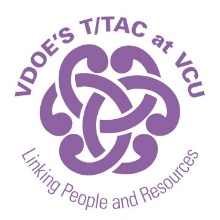 VDOE'S T/TAC at VCU
Linking People and Resources